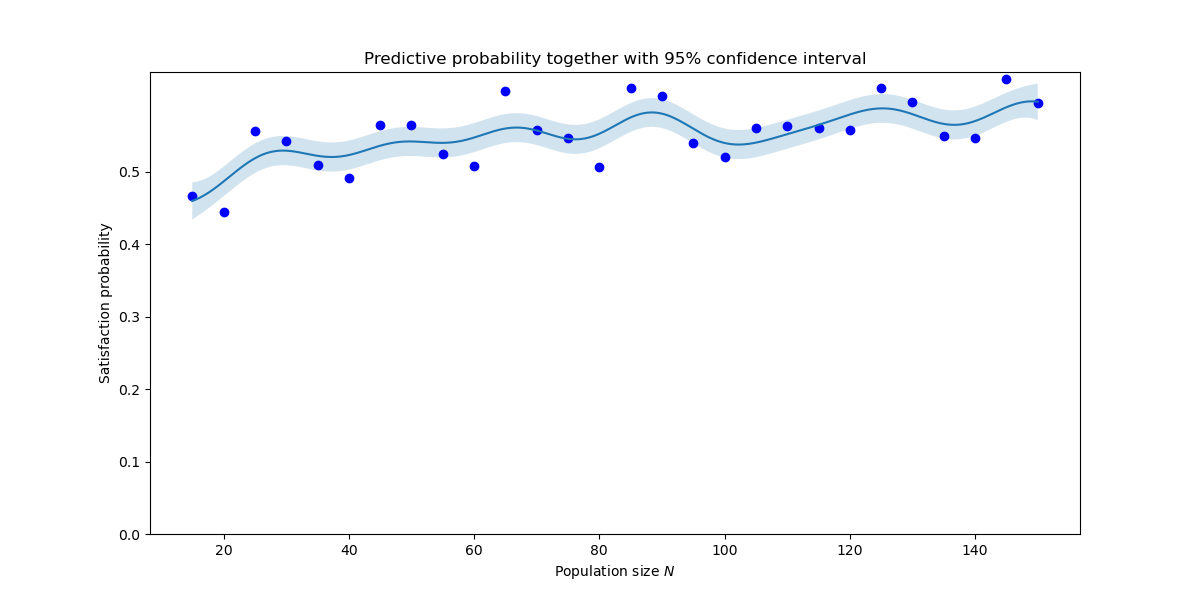 Predictive probability together with 95% confidence interval
Satisfaction probability
0.5
0.4
0.3
0.2
0.1
0.0
20 40 60 80 100 120 140
Population size N